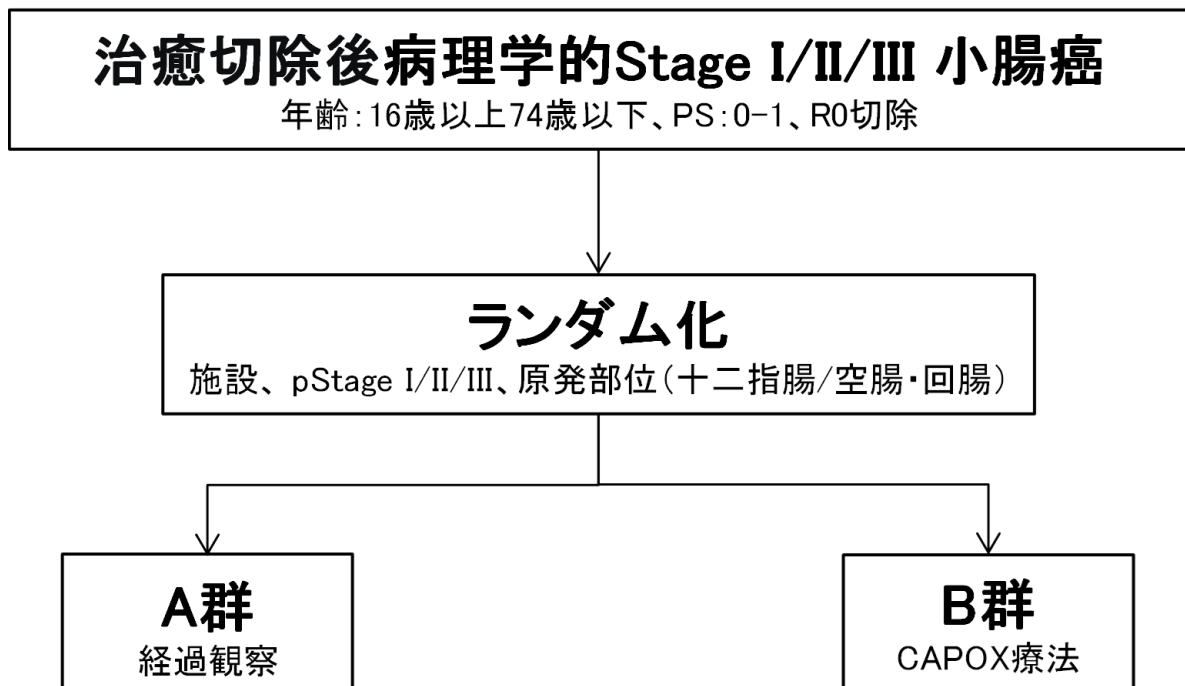 治癒切除後病理学的Stage I/II/III 小腸癌
年齢:16歳以上74歳以下、PS:0-1、R0切除
ランダム化
施設、pStage I/II/III、原発部位(十二指腸/空腸・回腸)
A群
経過観察
B群
CAPOX療法